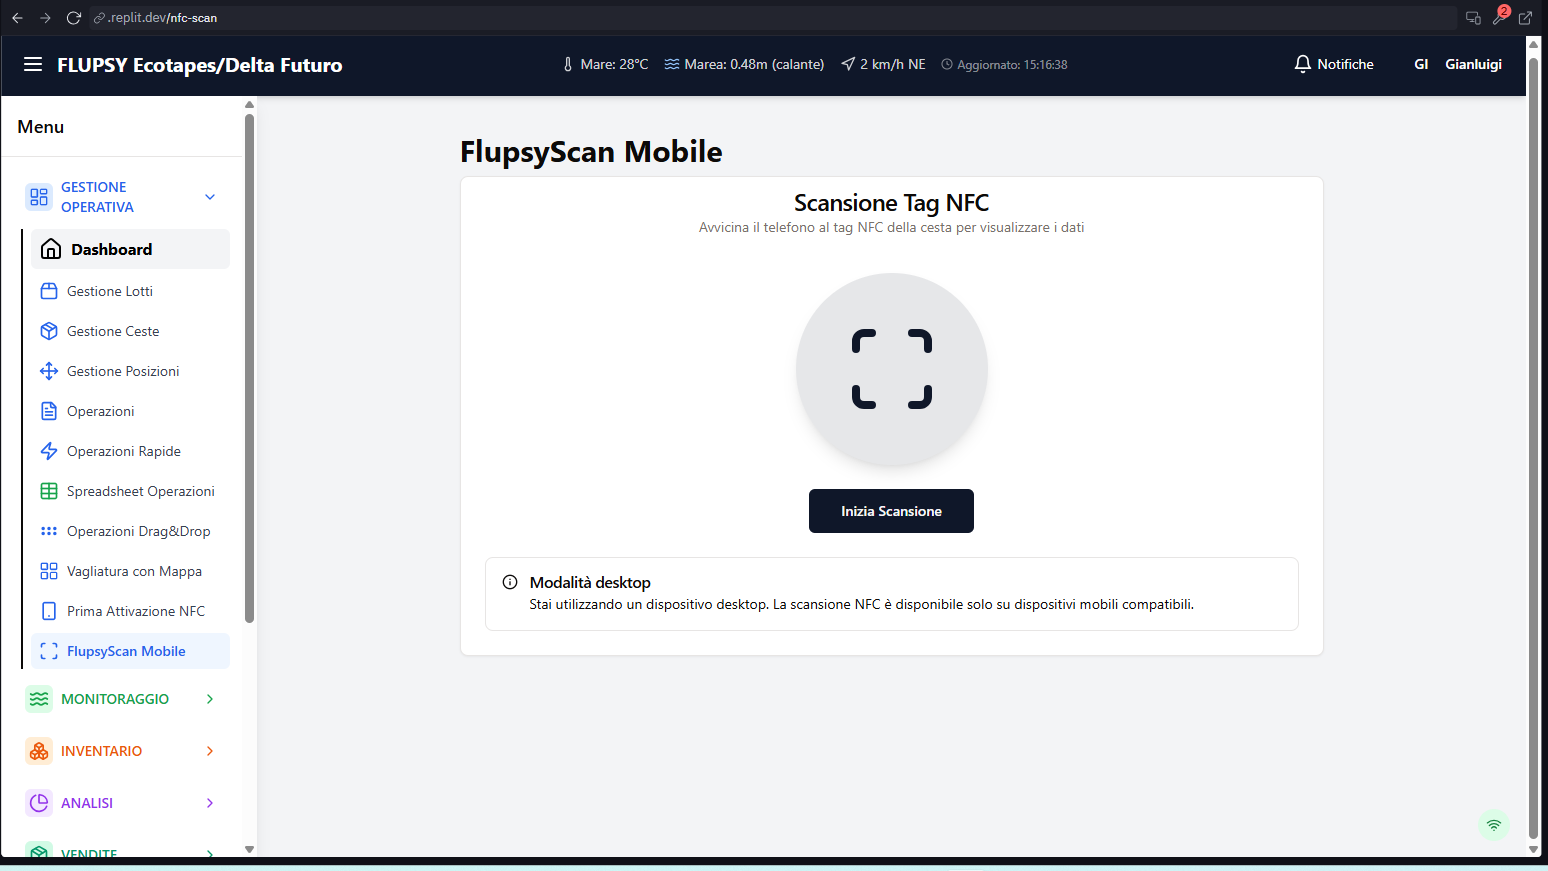 .replit.dev/nfc-scan
2
FLUPSY Ecotapes/Delta Futuro
Mare: 28°C
Marea: 0.48m (calante)
2 km/h NE
Aggiornato: 15:16:38
Notifiche
GI
Gianluigi
Menu
GESTIONE
OPERATIVA
Dashboard
Gestione Lotti
Gestione Ceste
Gestione Posizioni
Operazioni
Operazioni Rapide
Spreadsheet Operazioni
Operazioni Drag&Drop
Vagliatura con Mappa
Prima Attivazione NFC
FlupsyScan Mobile
MONITORAGGIO
INVENTARIO
ANALISI
VENDITE
FlupsyScan Mobile
Scansione Tag NFC
Avvicina il telefono al tag NFC della cesta per visualizzare i dati
Inizia Scansione
Modalità desktop
Stai utilizzando un dispositivo desktop. La scansione NFC è disponibile solo su dispositivi mobili compatibili.